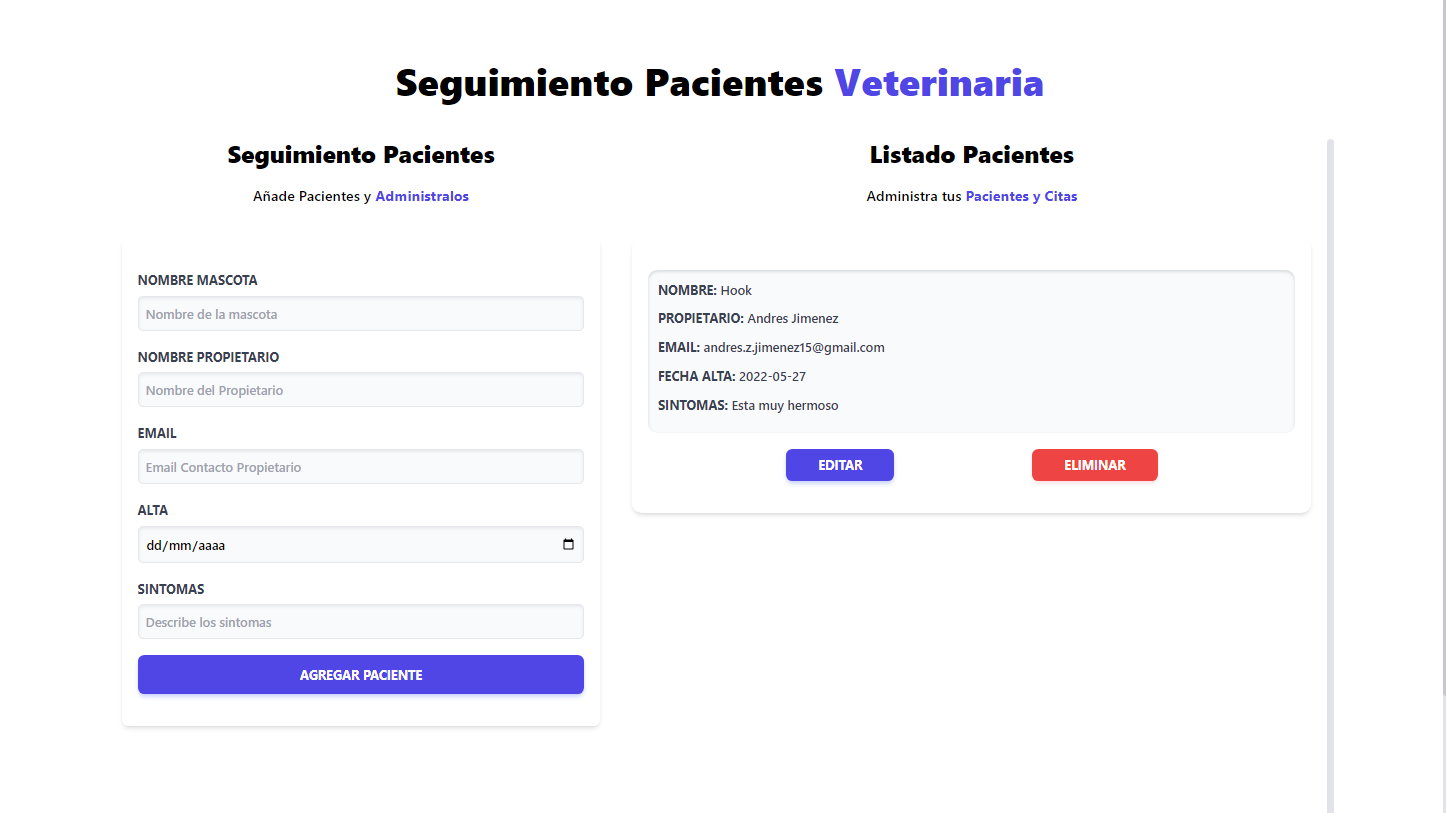 Seguimiento Pacientes Veterinaria
Seguimiento Pacientes
Añade Pacientes y Administralos
NOMBRE MASCOTA
Nombre de la mascota
NOMBRE PROPIETARIO
Nombre del Propietario
EMAIL
Email Contacto Propietario
ALTA
dd/mm/aaaa
SINTOMAS
Describe los sintomas
AGREGAR PACIENTE
Listado Pacientes
Administra tus Pacientes y Citas
NOMBRE: Hook
PROPIETARIO: Andres Jimenez
EMAIL: andres.z.jimenez15@gmail.com
FECHA ALTA: 2022-05-27
SINTOMAS: Esta muy hermoso
EDITAR
ELIMINAR